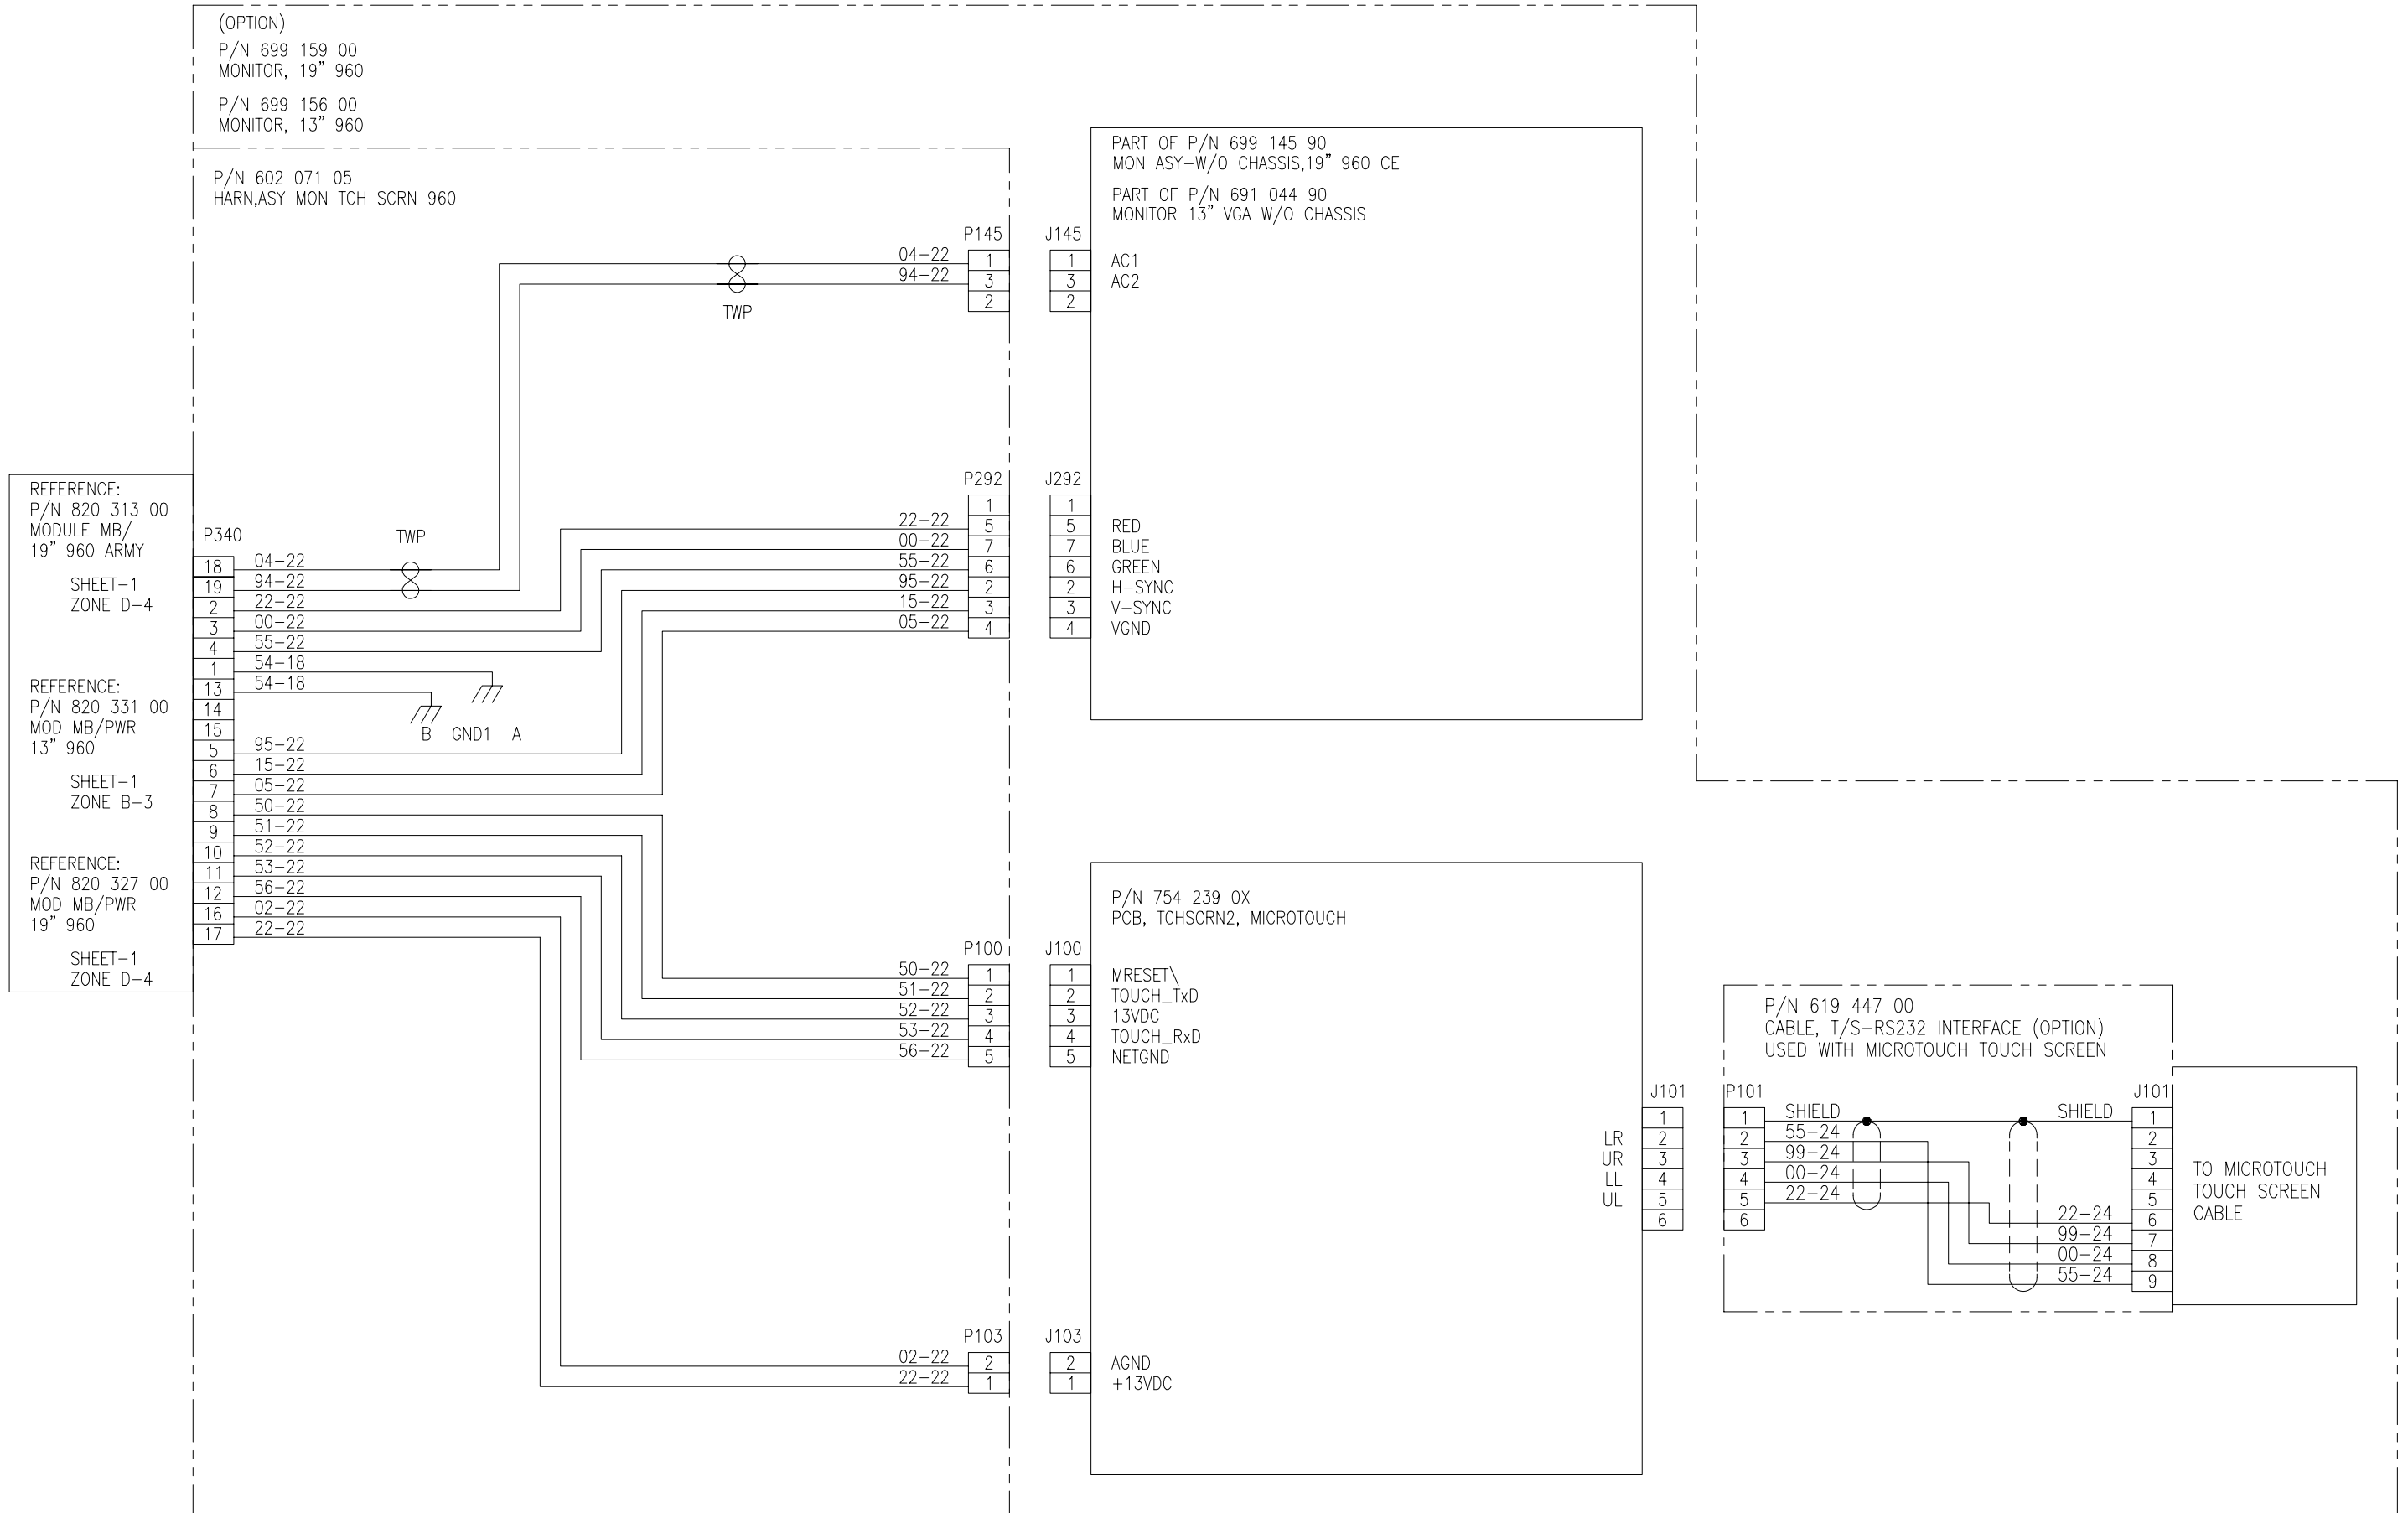 (OPTION)
P/N 699 159 00
MONITOR, 19" 960
P/N 699 156 00
MONITOR, 13" 960
P/N 602 071 05
HARN,ASY MON TCH SCRN 960
PART OF P/N 699 145 90
MON ASY-W/O CHASSIS,19" 960 CE
PART OF P/N 691 044 90
MONITOR 13" VGA W/O CHASSIS
P145
J145
04-22 1 1 AC1
94-22 3 3 AC2
2 2
TWP
P292
J292
1 1
22-22 5 5 RED
00-22 7 7 BLUE
55-22 6 6 GREEN
95-22 2 2 H-SYNC
15-22 3 3 V-SYNC
05-22 4 4 VGND
REFERENCE:
P/N 820 313 00
MODULE MB/
19" 960 ARMY
SHEET-1
ZONE D-4
REFERENCE:
P/N 820 331 00
MOD MB/PWR
13" 960
SHEET-1
ZONE B-3
REFERENCE:
P/N 820 327 00
MOD MB/PWR
19" 960
SHEET-1
ZONE D-4
P340
TWP
18 04-22
19 94-22
2 22-22
3 00-22
4 55-22
1 54-18
13 54-18
14
15
B GND1 A
5 95-22
6 15-22
7 05-22
8 50-22
9 51-22
10 52-22
11 53-22
12 56-22
16 02-22
17 22-22
P/N 754 239 0X
PCB, TCHSCRN2, MICROTOUCH
P100
J100
50-22 1 1 MRESET\
51-22 2 2 TOUCH_TxD
52-22 3 3 13VDC
53-22 4 4 TOUCH_RxD
56-22 5 5 NETGND
P103
J103
02-22 2 2 AGND
22-22 1 1 +13VDC
J101
1
LR 2
UR 3
LL 4
UL 5
6
P/N 619 447 00
CABLE, T/S-RS232 INTERFACE (OPTION)
USED WITH MICROTOUCH TOUCH SCREEN
P101
1 SHIELD
2 55-24
3 99-24
4 00-24
5 22-24
6
J101
SHIELD 1
2
3
4
5
22-24 6
99-24 7
00-24 8
55-24 9
TO MICROTOUCH
TOUCH SCREEN
CABLE